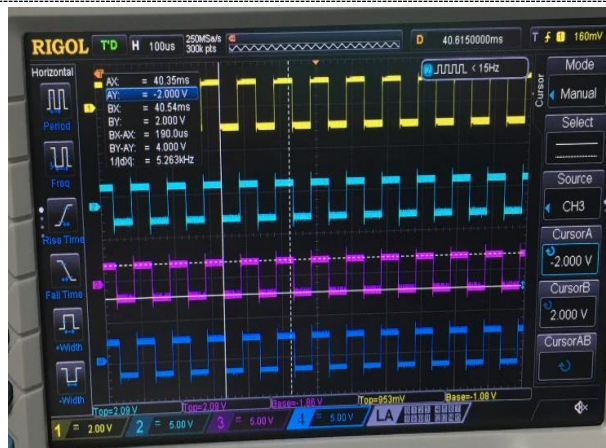 RIGOL T'D H 100us 250MSa/s 300k pts D 40.6150000ms T 1 160mV
Horizontal
Period
Freq
Rise Time
Fall Time
+Width
-Width
AX: = 40.35ms
AY: = -2.000 V
BX: = 40.54ms
BY: = 2.000 V
BX-AX: = 190.0us
BY-AY: = 4.000 V
1/|dX|: = 5.263kHz
< 15Hz
Cursor
Mode
Manual
Select
Source
CH3
CursorA
-2.000 V
CursorB
2.000 V
CursorAB
Top=2.09 V Top=2.09 V Base=-1.86 V Top=953mV Base=-1.08 V
1 = 2.00 V 2 = 5.00 V 3 = 5.00 V 4 = 5.00 V LA